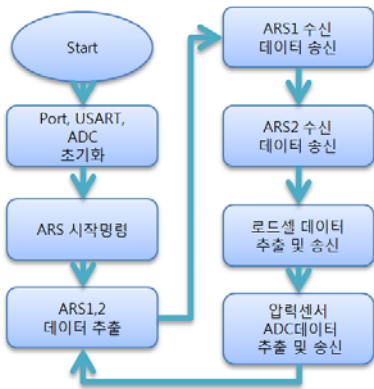 Start
Port, USART,
ADC
초기화
ARS 시작명령
ARS1,2
데이터 추출
ARS1 수신
데이터 송신
ARS2 수신
데이터 송신
로드셀 데이터
추출 및 송신
압력센서
ADC데이터
추출 및 송신